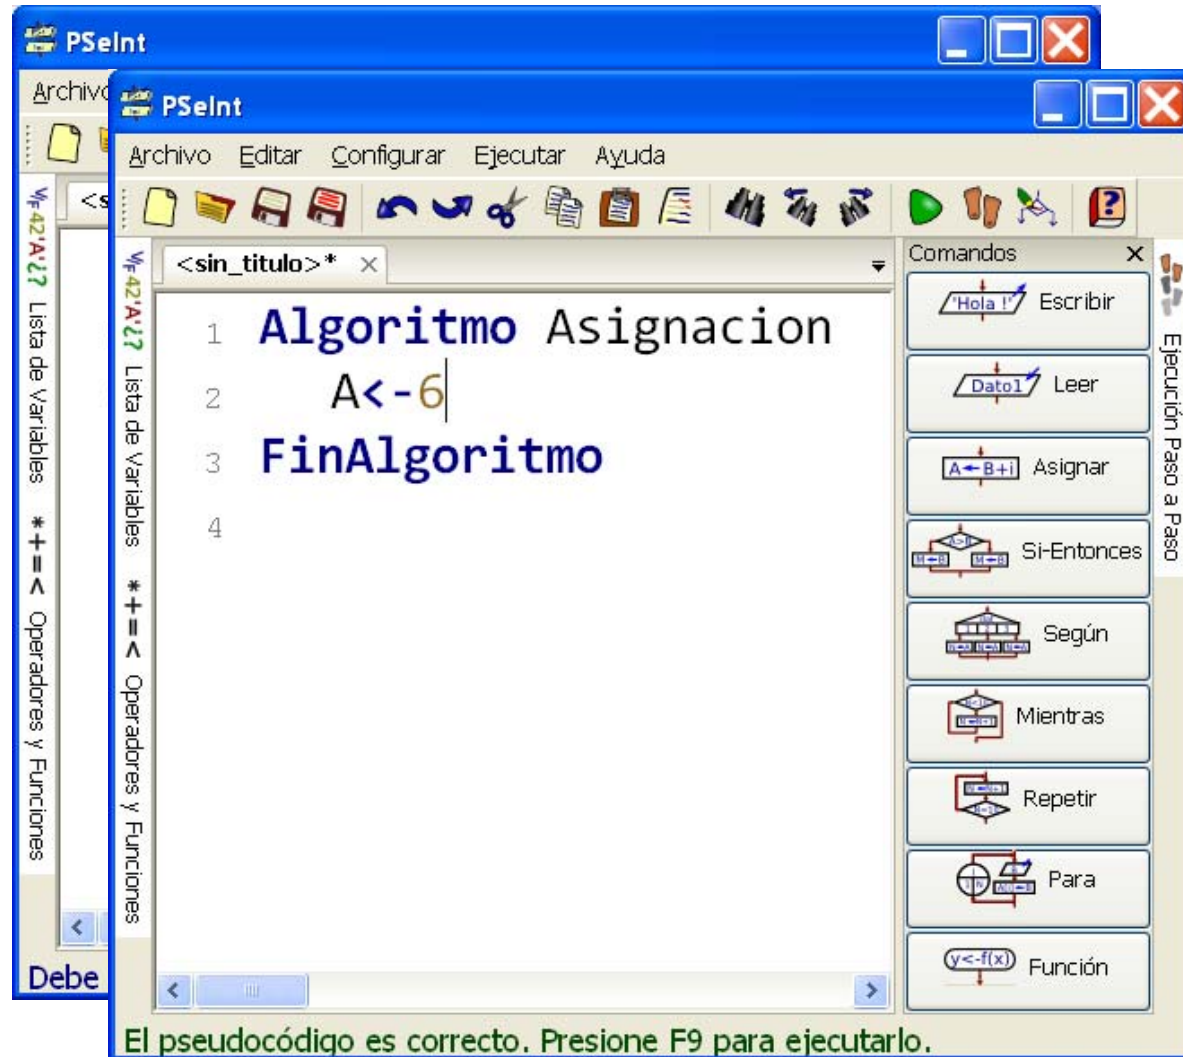 PSeInt
Archivo
<s
42'A'¿? Lista de Variables *+=< Operadores y Funciones
Debe
PSeInt
Archivo Editar Configurar Ejecutar Ayuda
<sin_titulo>*
42'A'¿? Lista de Variables *+=< Operadores y Funciones
1 Algoritmo Asignacion
2 A<-6
3 FinAlgoritmo
4
Comandos
'Hola !' Escribir
Dato1 Leer
A←B+i Asignar
Si-Entonces
Según
Mientras
Repetir
Para
y<-f(x) Función
Ejecución Paso a Paso
El pseudocódigo es correcto. Presione F9 para ejecutarlo.